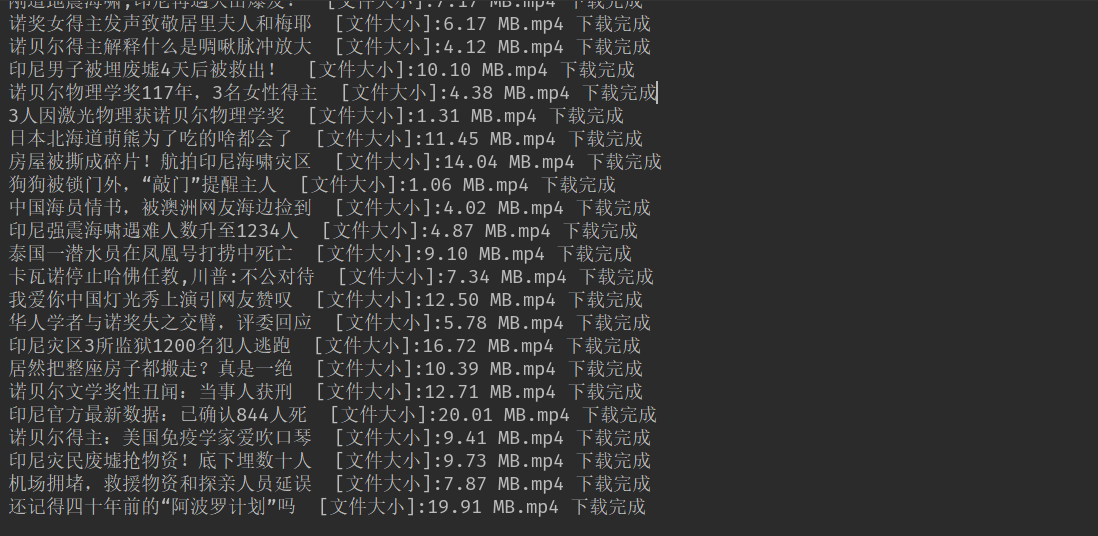 刚道地震海啸,印尼再遇火山爆发!   [文件大小]:7.17 MB.mp4 下载完成
诺奖女得主发声致敬居里夫人和梅耶  [文件大小]:6.17 MB.mp4 下载完成
诺贝尔得主解释什么是啁啾脉冲放大  [文件大小]:4.12 MB.mp4 下载完成
印尼男子被埋废墟4天后被救出!  [文件大小]:10.10 MB.mp4 下载完成
诺贝尔物理学奖117年，3名女性得主  [文件大小]:4.38 MB.mp4 下载完成
3人因激光物理获诺贝尔物理学奖  [文件大小]:1.31 MB.mp4 下载完成
日本北海道萌熊为了吃的啥都会了  [文件大小]:11.45 MB.mp4 下载完成
房屋被撕成碎片！航拍印尼海啸灾区  [文件大小]:14.04 MB.mp4 下载完成
狗狗被锁门外，“敲门”提醒主人  [文件大小]:1.06 MB.mp4 下载完成
中国海员情书，被澳洲网友海边捡到  [文件大小]:4.02 MB.mp4 下载完成
印尼强震海啸遇难人数升至1234人  [文件大小]:4.87 MB.mp4 下载完成
泰国一潜水员在凤凰号打捞中死亡  [文件大小]:9.10 MB.mp4 下载完成
卡瓦诺停止哈佛任教,川普:不公对待  [文件大小]:7.34 MB.mp4 下载完成
我爱你中国灯光秀上演引网友赞叹  [文件大小]:12.50 MB.mp4 下载完成
华人学者与诺奖失之交臂，评委回应  [文件大小]:5.78 MB.mp4 下载完成
印尼灾区3所监狱1200名犯人逃跑  [文件大小]:16.72 MB.mp4 下载完成
居然把整座房子都搬走？真是一绝  [文件大小]:10.39 MB.mp4 下载完成
诺贝尔文学奖性丑闻：当事人获刑  [文件大小]:12.71 MB.mp4 下载完成
印尼官方最新数据：已确认844人死  [文件大小]:20.01 MB.mp4 下载完成
诺贝尔得主：美国免疫学家爱吹口琴  [文件大小]:9.41 MB.mp4 下载完成
印尼灾民废墟抢物资！底下埋数十人  [文件大小]:9.73 MB.mp4 下载完成
机场拥堵，救援物资和探亲人员延误  [文件大小]:7.87 MB.mp4 下载完成
还记得四十年前的“阿波罗计划”吗  [文件大小]:19.91 MB.mp4 下载完成